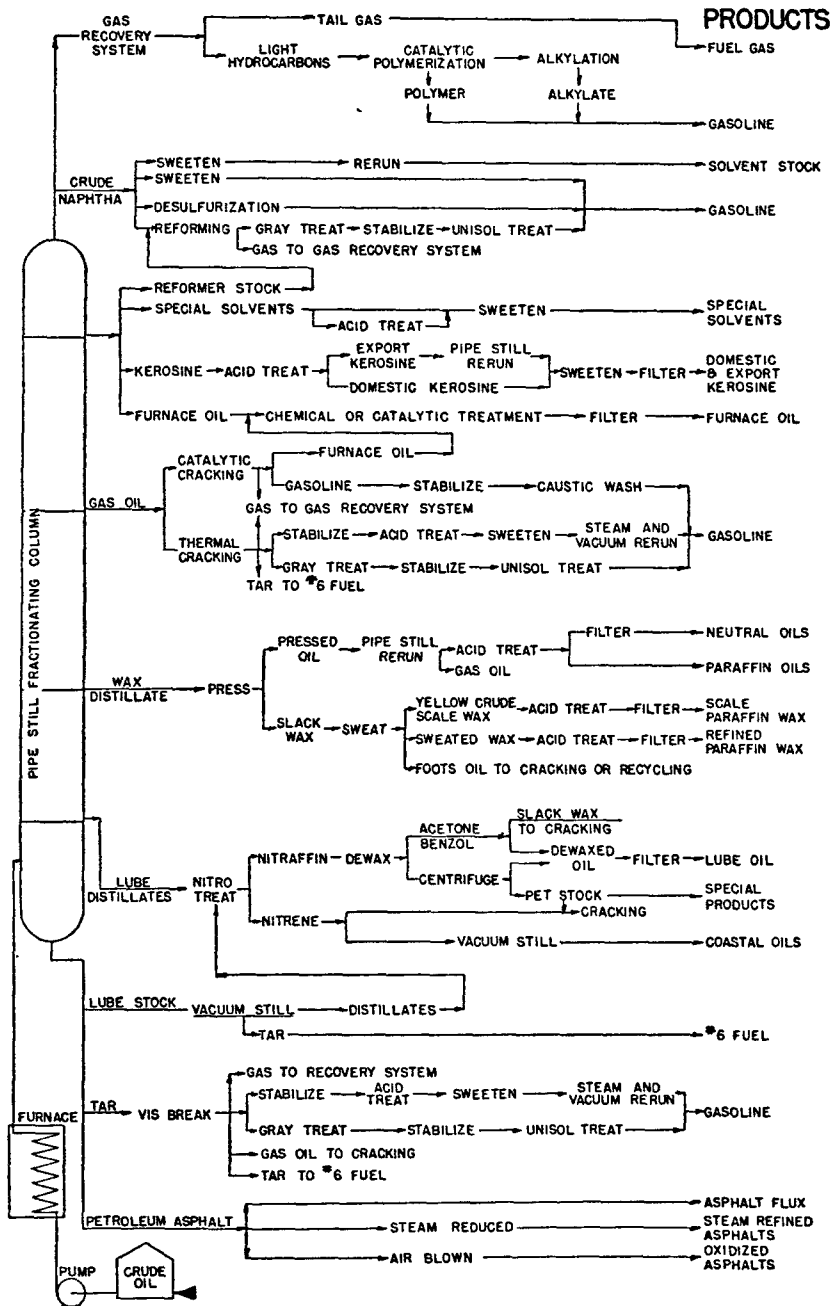 PRODUCTS
GAS
RECOVERY
SYSTEM
TAIL GAS
FUEL GAS
LIGHT
HYDROCARBONS
CATALYTIC
POLYMERIZATION
ALKYLATION
POLYMER
ALKYLATE
GASOLINE
CRUDE
NAPHTHA
SWEETEN
RERUN
SOLVENT STOCK
SWEETEN
DESULFURIZATION
GASOLINE
REFORMING
GRAY TREAT
STABILIZE
UNISOL TREAT
GAS TO GAS RECOVERY SYSTEM
REFORMER STOCK
SPECIAL SOLVENTS
ACID TREAT
SWEETEN
SPECIAL
SOLVENTS
KEROSINE
ACID TREAT
EXPORT
KEROSINE
PIPE STILL
RERUN
DOMESTIC KEROSINE
SWEETEN
FILTER
DOMESTIC
& EXPORT
KEROSINE
FURNACE OIL
CHEMICAL OR CATALYTIC TREATMENT
FILTER
FURNACE OIL
PIPE STILL FRACTIONATING COLUMN
GAS OIL
CATALYTIC
CRACKING
FURNACE OIL
GASOLINE
STABILIZE
CAUSTIC WASH
GAS TO GAS RECOVERY SYSTEM
THERMAL
CRACKING
STABILIZE
ACID TREAT
SWEETEN
STEAM AND
VACUUM RERUN
GASOLINE
GRAY TREAT
STABILIZE
UNISOL TREAT
TAR TO #6 FUEL
WAX
DISTILLATE
PRESS
PRESSED
OIL
PIPE STILL
RERUN
ACID TREAT
GAS OIL
FILTER
NEUTRAL OILS
PARAFFIN OILS
SLACK
WAX
SWEAT
YELLOW CRUDE
SCALE WAX
ACID TREAT
FILTER
SCALE
PARAFFIN WAX
SWEATED WAX
ACID TREAT
FILTER
REFINED
PARAFFIN WAX
FOOTS OIL TO CRACKING OR RECYCLING
LUBE
DISTILLATES
NITRO
TREAT
NITRAFFIN
DEWAX
ACETONE
BENZOL
SLACK WAX
TO CRACKING
DEWAXED
OIL
FILTER
LUBE OIL
CENTRIFUGE
PET STOCK
SPECIAL
PRODUCTS
NITRENE
CRACKING
VACUUM STILL
COASTAL OILS
LUBE STOCK
VACUUM STILL
DISTILLATES
TAR
#6 FUEL
TAR
VIS BREAK
GAS TO RECOVERY SYSTEM
STABILIZE
ACID
TREAT
SWEETEN
STEAM AND
VACUUM RERUN
GASOLINE
GRAY TREAT
STABILIZE
UNISOL TREAT
GAS OIL TO CRACKING
TAR TO #6 FUEL
FURNACE
PETROLEUM ASPHALT
ASPHALT FLUX
STEAM REDUCED
STEAM REFINED
ASPHALTS
AIR BLOWN
OXIDIZED
ASPHALTS
PUMP
CRUDE
OIL